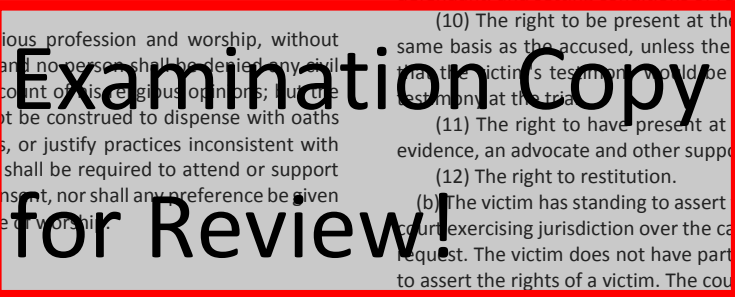 ious profession and worship, without
and no person shall be denied any civil
count of his religious opinions; but the
ot be construed to dispense with oaths
s, or justify practices inconsistent with
shall be required to attend or support
nsent, nor shall any preference be given
e of worship.
(10) The right to be present at the
same basis as the accused, unless the
that the victim's testimony would be
testimony at the trial.
(11) The right to have present at
evidence, an advocate and other suppo
(12) The right to restitution.
(b) The victim has standing to assert
court exercising jurisdiction over the ca
request. The victim does not have part
to assert the rights of a victim. The cou
Examination Copy
for Review!